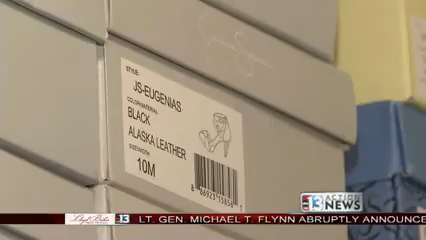 STYLE:
JS-EUGENIAS
COLOR/MATERIAL:
BLACK
ALASKA LEATHER
SIZE/WIDTH:
10M
13 ACTION NEWS
13
LT. GEN. MICHAEL T. FLYNN ABRUPTLY ANNOUNCE